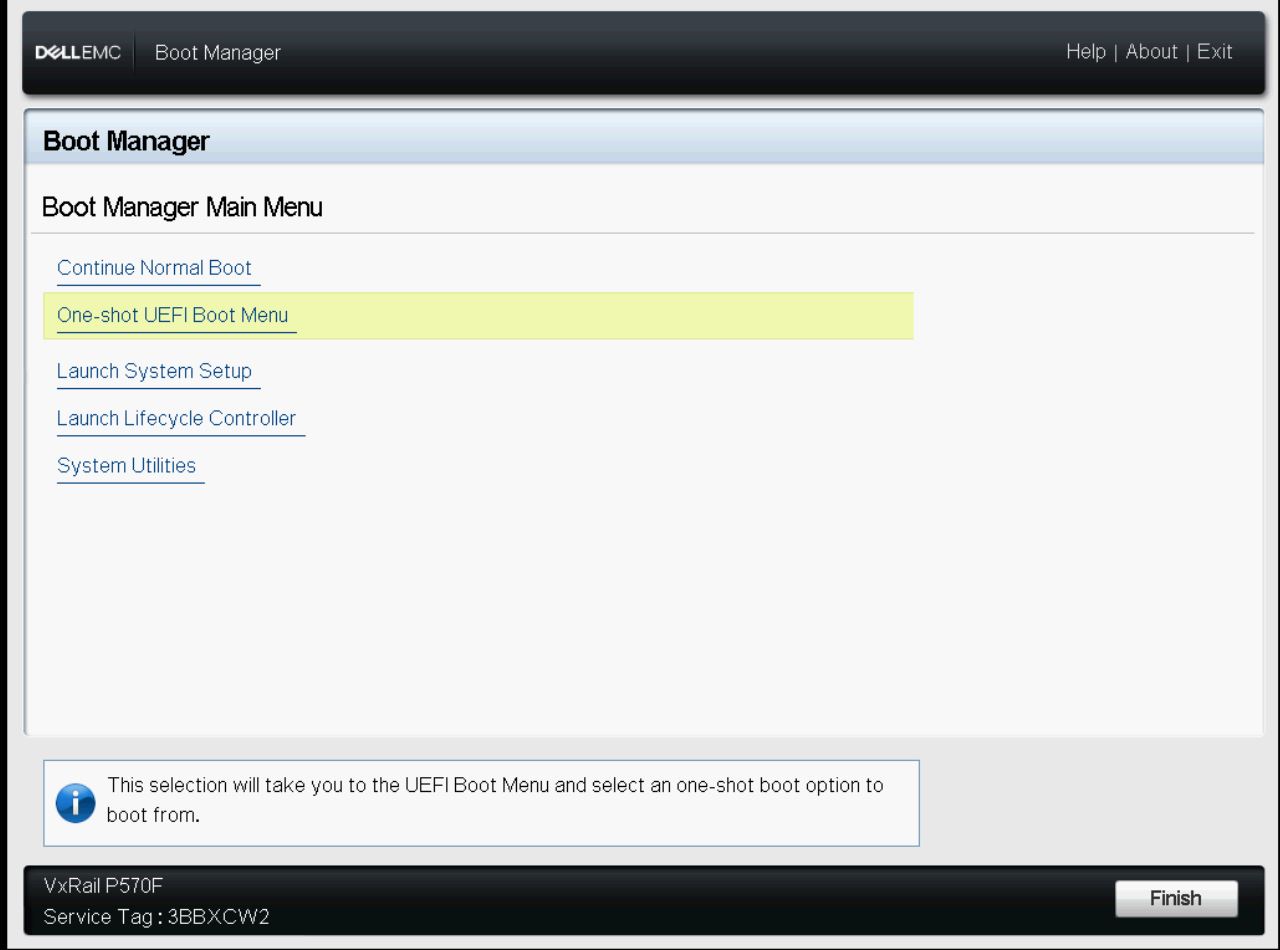 DELLEMC Boot Manager Help | About | Exit
Boot Manager
Boot Manager Main Menu
Continue Normal Boot
One-shot UEFI Boot Menu
Launch System Setup
Launch Lifecycle Controller
System Utilities
This selection will take you to the UEFI Boot Menu and select an one-shot boot option to
boot from.
VxRail P570F
Service Tag : 3BBXCW2
Finish